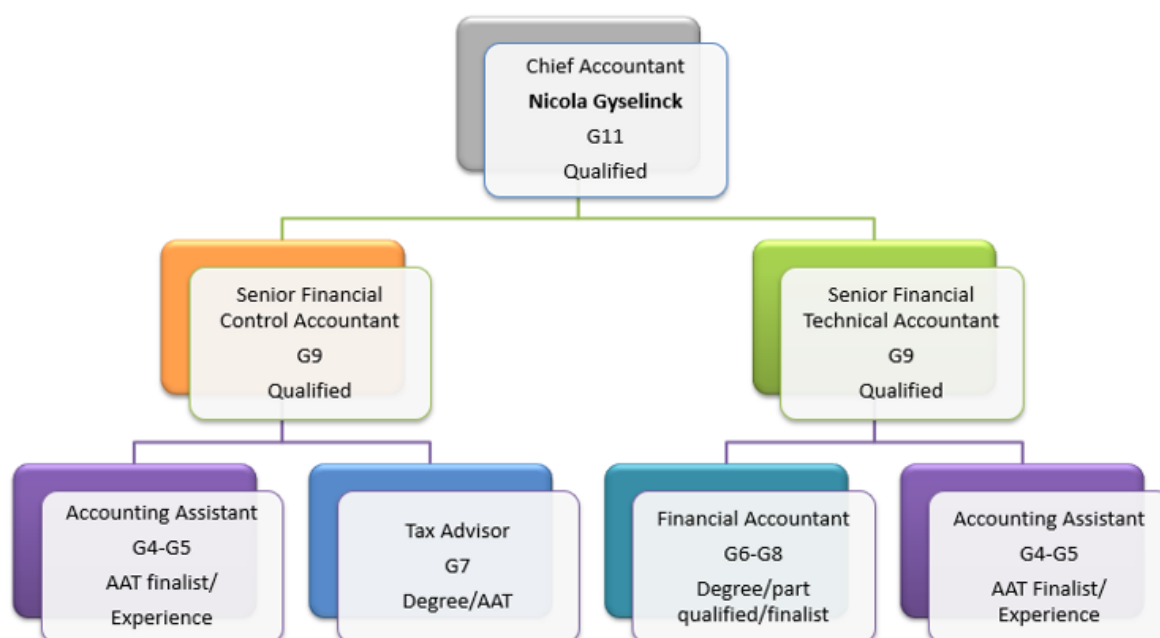 Chief Accountant
Nicola Gyselinck
G11
Qualified
Senior Financial
Control Accountant
G9
Qualified
Senior Financial
Technical Accountant
G9
Qualified
Accounting Assistant
G4-G5
AAT finalist/
Experience
Tax Advisor
G7
Degree/AAT
Financial Accountant
G6-G8
Degree/part
qualified/finalist
Accounting Assistant
G4-G5
AAT Finalist/
Experience